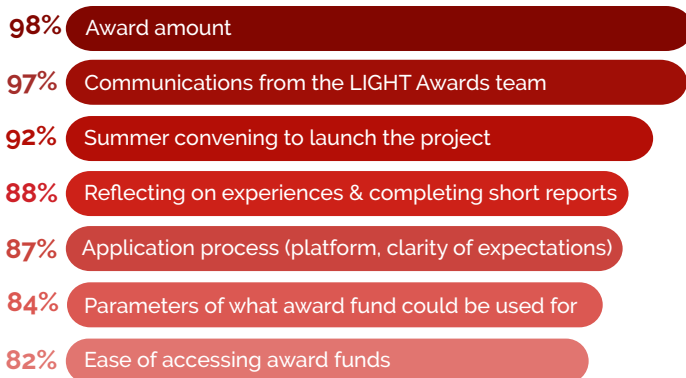 98% Award amount
97% Communications from the LIGHT Awards team
92% Summer convening to launch the project
88% Reflecting on experiences & completing short reports
87% Application process (platform, clarity of expectations)
84% Parameters of what award fund could be used for
82% Ease of accessing award funds